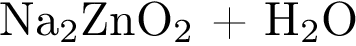 Na₂ZnO₂ + H₂O